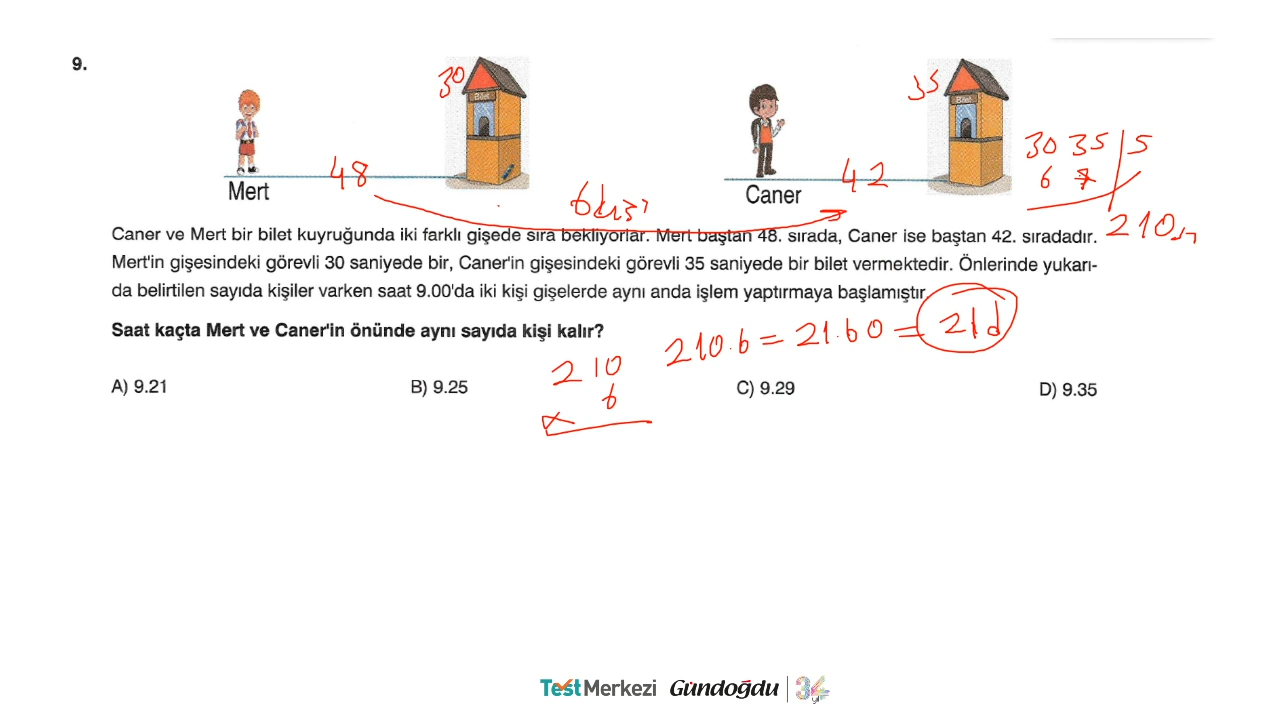 9.
30
Bilet
35
Bilet
30 35 | 5
6 7
210
48
42
Mert
Caner
Caner ve Mert bir bilet kuyruğunda iki farklı gişede sıra bekliyorlar. Mert baştan 48. sırada, Caner ise baştan 42. sıradadır.
Mert'in gişesindeki görevli 30 saniyede bir, Caner'in gişesindeki görevli 35 saniyede bir bilet vermektedir. Önlerinde yukarı-
da belirtilen sayıda kişiler varken saat 9.00'da iki kişi gişelerde aynı anda işlem yaptırmaya başlamıştır.
Saat kaçta Mert ve Caner'in önünde aynı sayıda kişi kalır?
210.6 = 21.60 = 21d
210
6
x
A) 9.21
B) 9.25
C) 9.29
D) 9.35
TestMerkezi Gündoğdu | 34 yıl